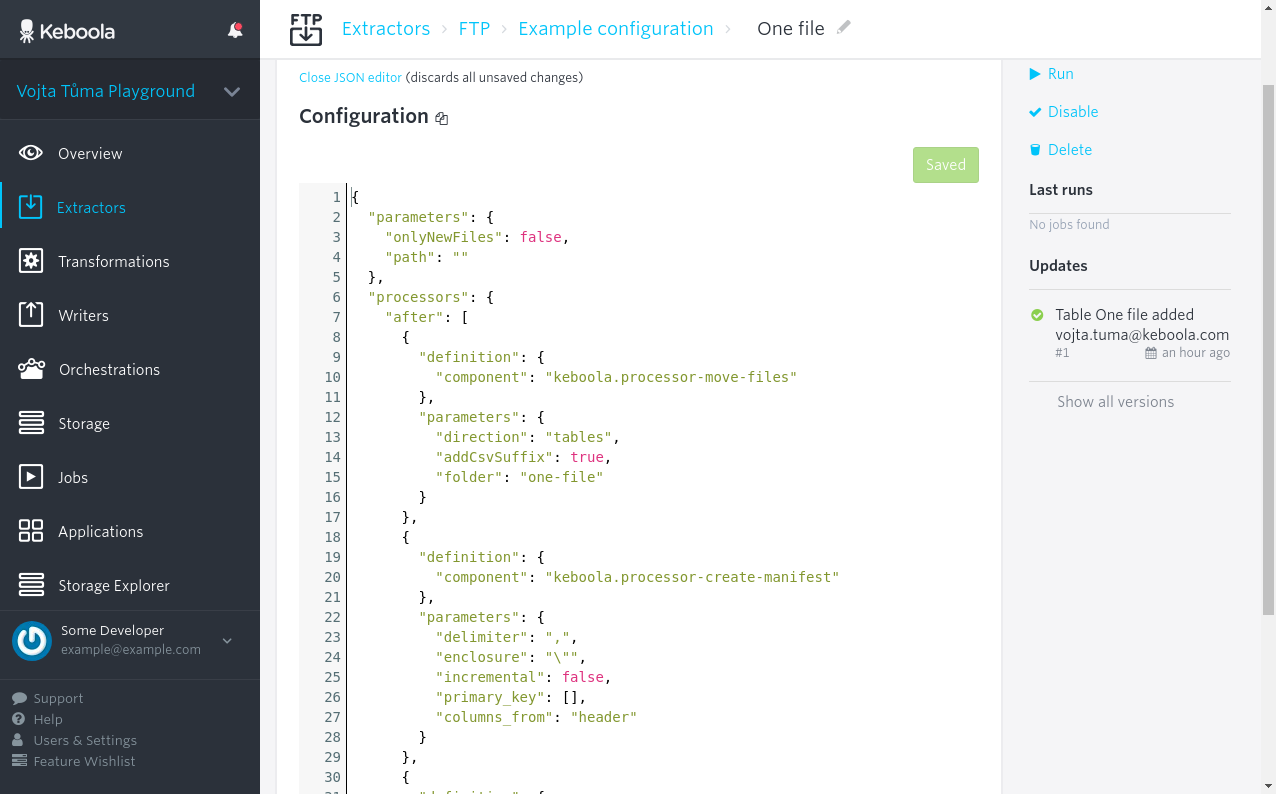 Keboola
Vojta Tůma Playground
Overview
Extractors
Transformations
Writers
Orchestrations
Storage
Jobs
Applications
Storage Explorer
Some Developer
example@example.com
Support
Help
Users & Settings
Feature Wishlist
FTP
Extractors › FTP › Example configuration › One file
Close JSON editor (discards all unsaved changes)
Configuration
Saved
1 {
2   "parameters": {
3     "onlyNewFiles": false,
4     "path": ""
5   },
6   "processors": {
7     "after": [
8       {
9         "definition": {
10           "component": "keboola.processor-move-files"
11         },
12         "parameters": {
13           "direction": "tables",
14           "addCsvSuffix": true,
15           "folder": "one-file"
16         }
17       },
18       {
19         "definition": {
20           "component": "keboola.processor-create-manifest"
21         },
22         "parameters": {
23           "delimiter": ",",
24           "enclosure": "\"",
25           "incremental": false,
26           "primary_key": [],
27           "columns_from": "header"
28         }
29       },
30       {
Run
Disable
Delete
Last runs
No jobs found
Updates
Table One file added
vojta.tuma@keboola.com
#1 an hour ago
Show all versions